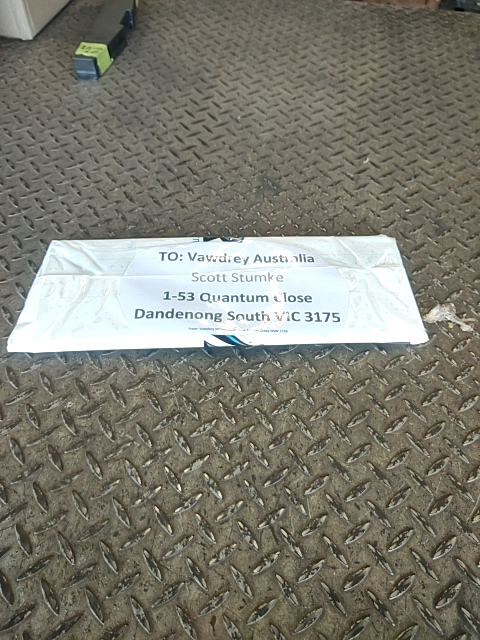 TO: Vawdrey Australia
Scott Stumke
1-53 Quantum Close
Dandenong South VIC 3175